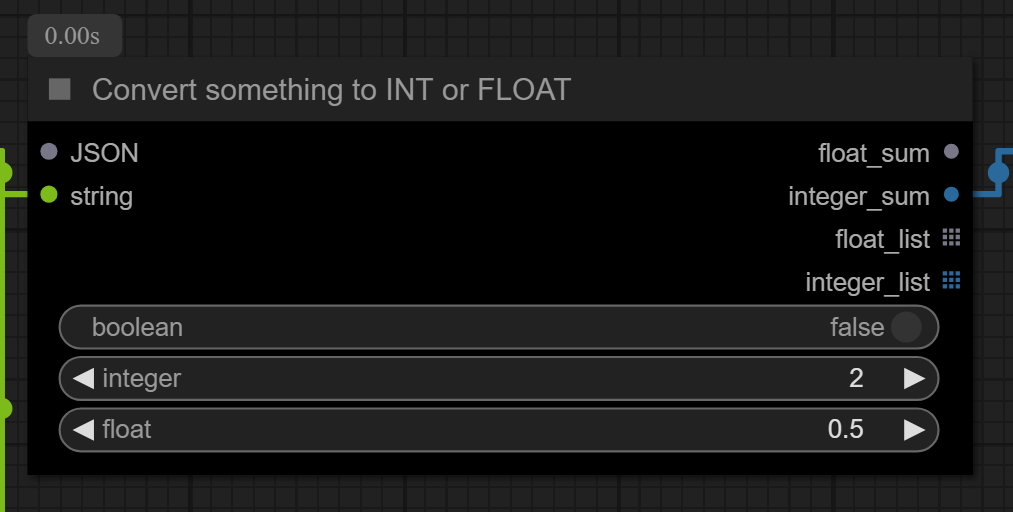 0.00s
Convert something to INT or FLOAT
JSON float_sum
string integer_sum
float_list
integer_list
boolean false
integer 2
float 0.5